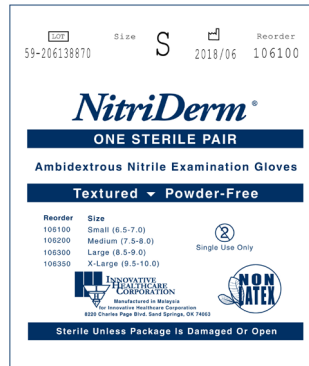 LOT Size S Reorder
59-206138870 2018/06 106100
NitriDerm®
ONE STERILE PAIR
Ambidextrous Nitrile Examination Gloves
Textured Powder-Free
Reorder Size
106100 Small (6.5-7.0)
106200 Medium (7.5-8.0)
106300 Large (8.5-9.0)
106350 X-Large (9.5-10.0)
2
Single Use Only
INNOVATIVE
HEALTHCARE
CORPORATION
Manufactured in Malaysia
for Innovative Healthcare Corporation
8220 Charles Page Blvd. Sand Springs, OK 74063
NON
LATEX
Sterile Unless Package Is Damaged Or Open